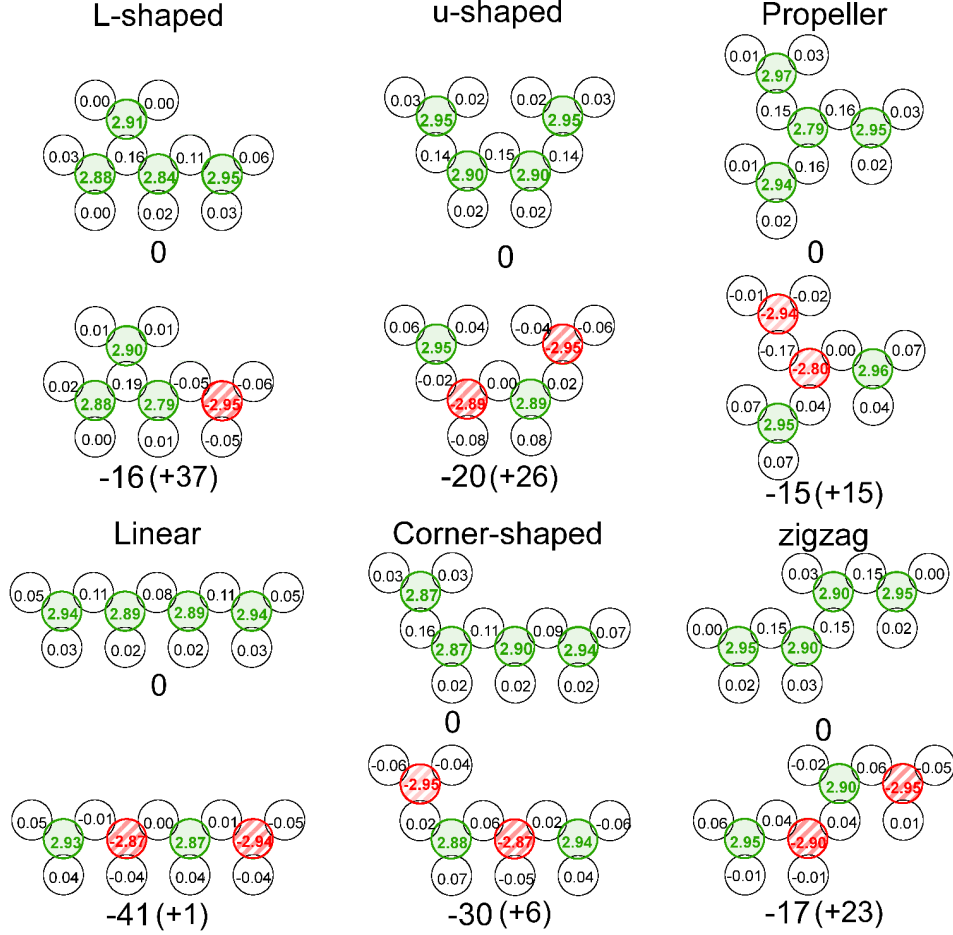 L-shaped u-shaped Propeller
0.00 0.00
2.91
0.03 0.16 0.11 0.06
2.88 2.84 2.95
0.00 0.02 0.03
0
0.03 0.02 0.02 0.03
2.95 2.95
0.14 0.15 0.14
2.90 2.90
0.02 0.02
0
0.01 0.03
2.97
0.15 0.16 0.03
2.79 2.95
0.01 0.16 0.02
2.94
0.02
0
0.01 0.01
2.90
0.02 0.19 -0.05 -0.06
2.88 2.79 -2.95
0.00 0.01 -0.05
-16(+37)
0.06 0.04 -0.04 -0.06
2.95 -2.95
-0.02 0.00 0.02
-2.89 2.89
-0.08 0.08
-20(+26)
-0.01 -0.02
-2.94
-0.17 0.00 0.07
-2.80 2.96
0.07 0.04 0.04
2.95
0.07
-15(+15)
Linear Corner-shaped zigzag
0.05 0.11 0.08 0.11 0.05
2.94 2.89 2.89 2.94
0.03 0.02 0.02 0.03
0
0.03 0.03
2.87
0.16 0.11 0.09 0.07
2.87 2.90 2.94
0.02 0.02 0.02
0
0.03 0.15 0.00
2.90 2.95
0.00 0.15 0.15 0.02
2.95 2.90
0.02 0.03
0
0.05 -0.01 0.00 0.01 -0.05
2.93 -2.87 2.87 -2.94
0.04 -0.04 0.04 -0.04
-41(+1)
-0.06 -0.04
-2.95
0.02 0.06 0.02 -0.06
2.88 -2.87 2.94
0.07 -0.05 0.04
-30(+6)
-0.02 0.06 -0.05
2.90 -2.95
0.06 0.04 0.04 0.01
2.95 -2.90
-0.01 -0.01
-17(+23)